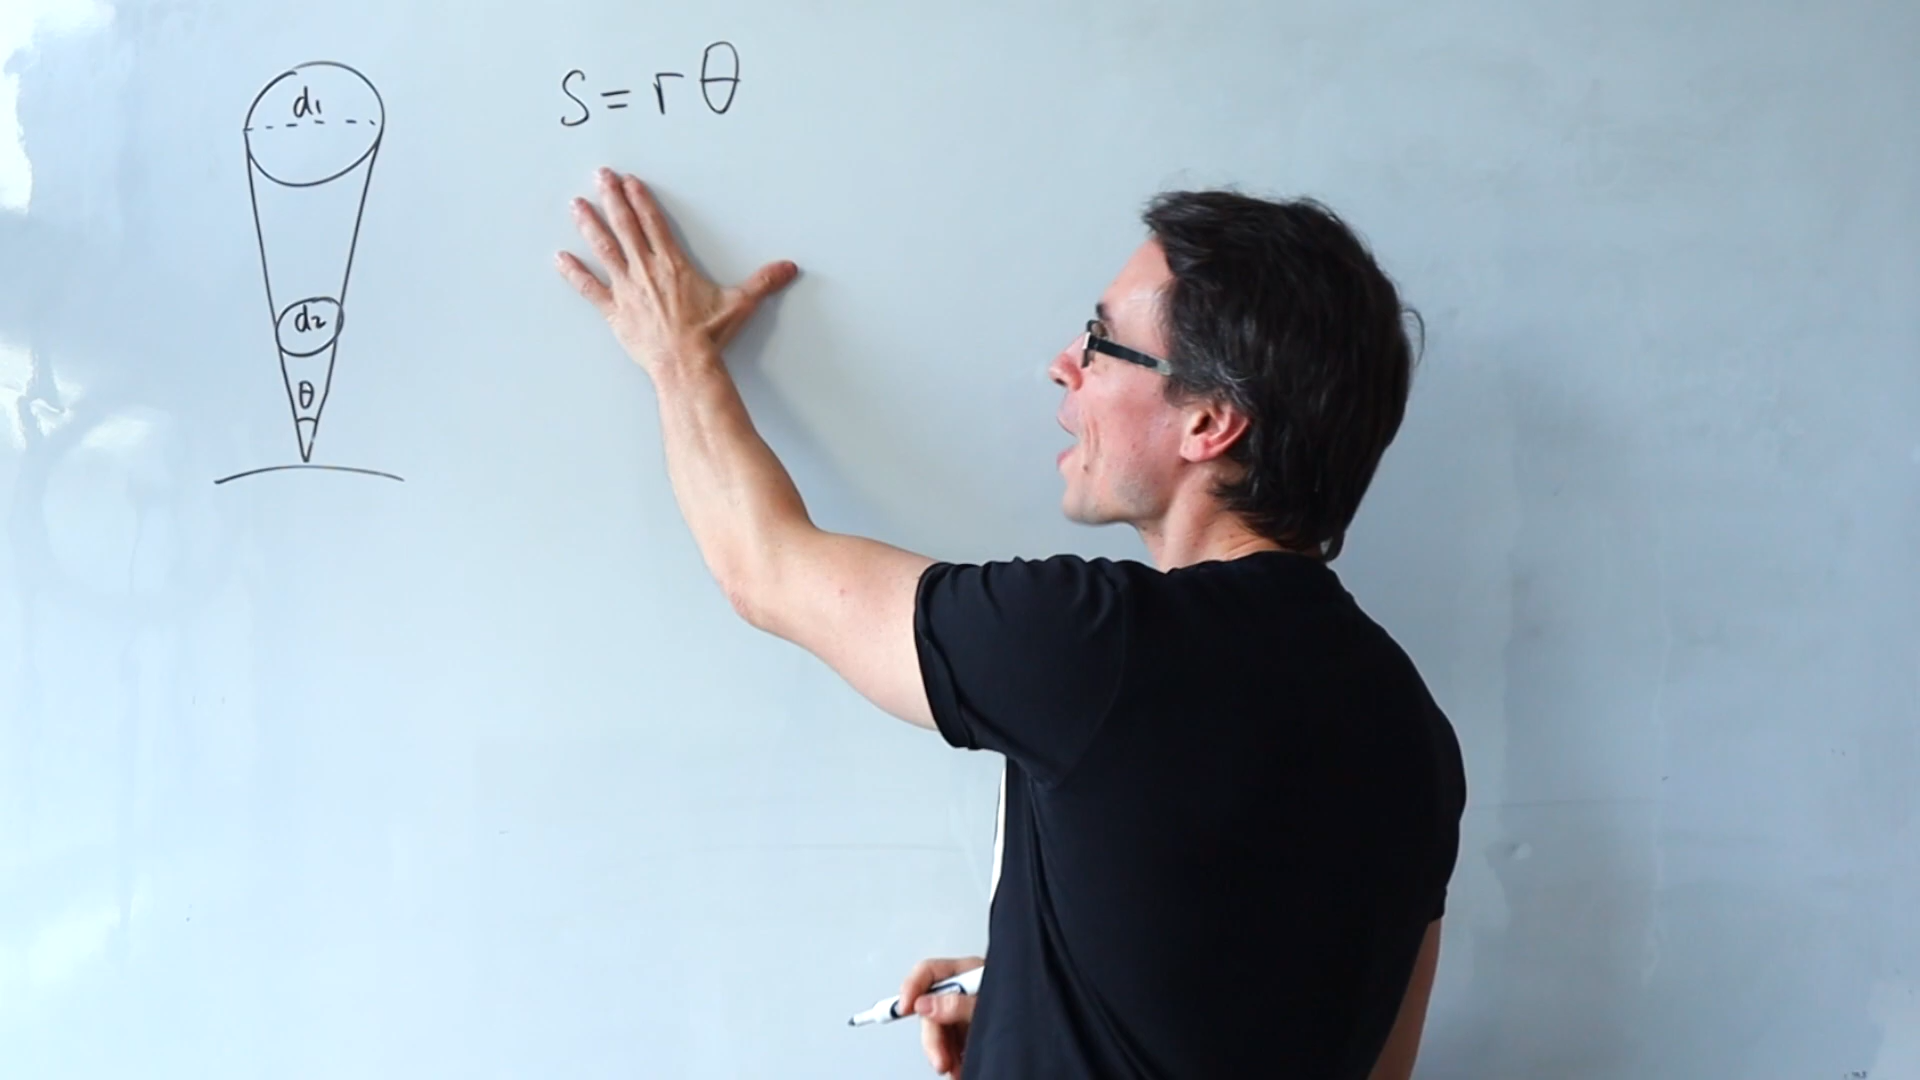 d₁
S = r θ
d₂
θ